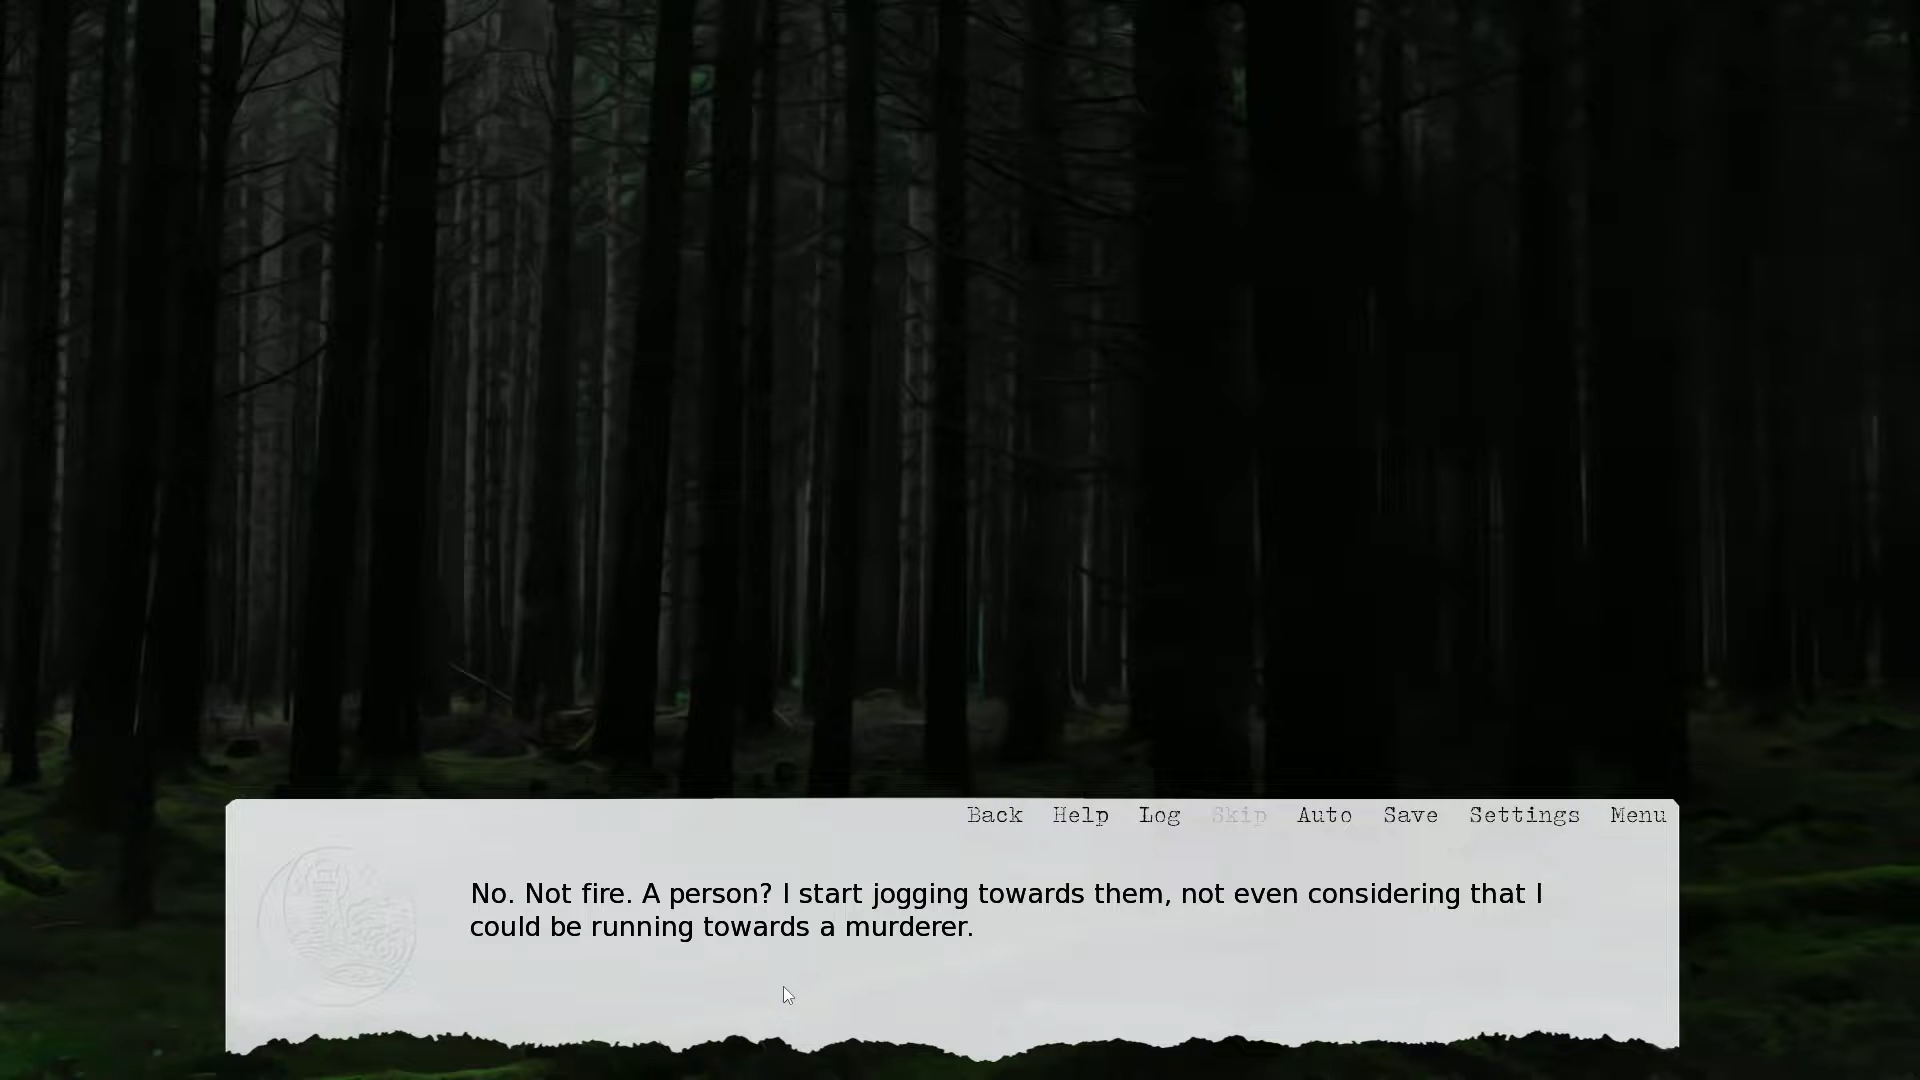 Back Help Log Skip Auto Save Settings Menu
No. Not fire. A person? I start jogging towards them, not even considering that I
could be running towards a murderer.